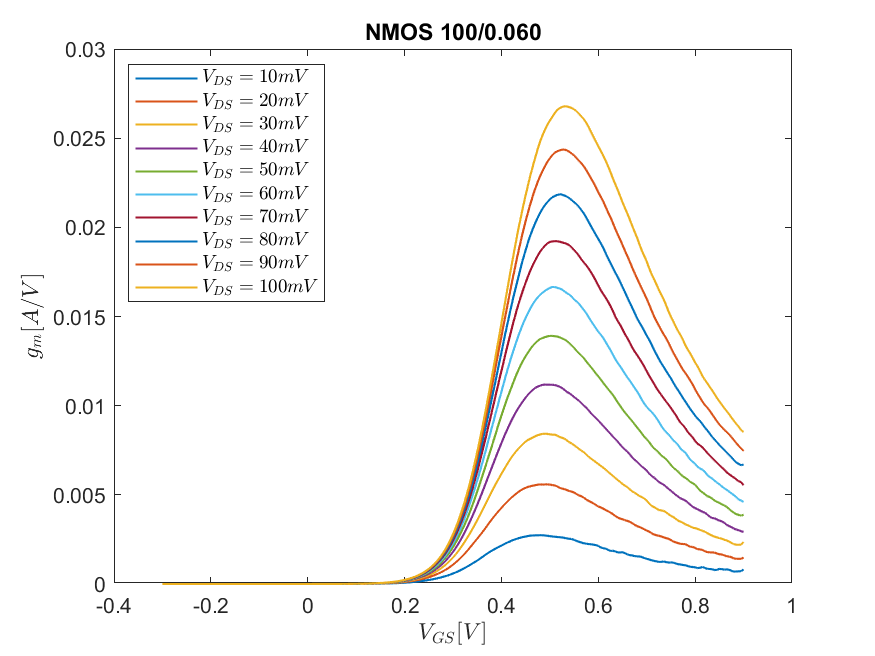 NMOS 100/0.060
0.03
0.025
0.02
0.015
0.01
0.005
0
g_m[A/V]
V_DS = 10mV
V_DS = 20mV
V_DS = 30mV
V_DS = 40mV
V_DS = 50mV
V_DS = 60mV
V_DS = 70mV
V_DS = 80mV
V_DS = 90mV
V_DS = 100mV
-0.4 -0.2 0 0.2 0.4 0.6 0.8 1
V_GS[V]